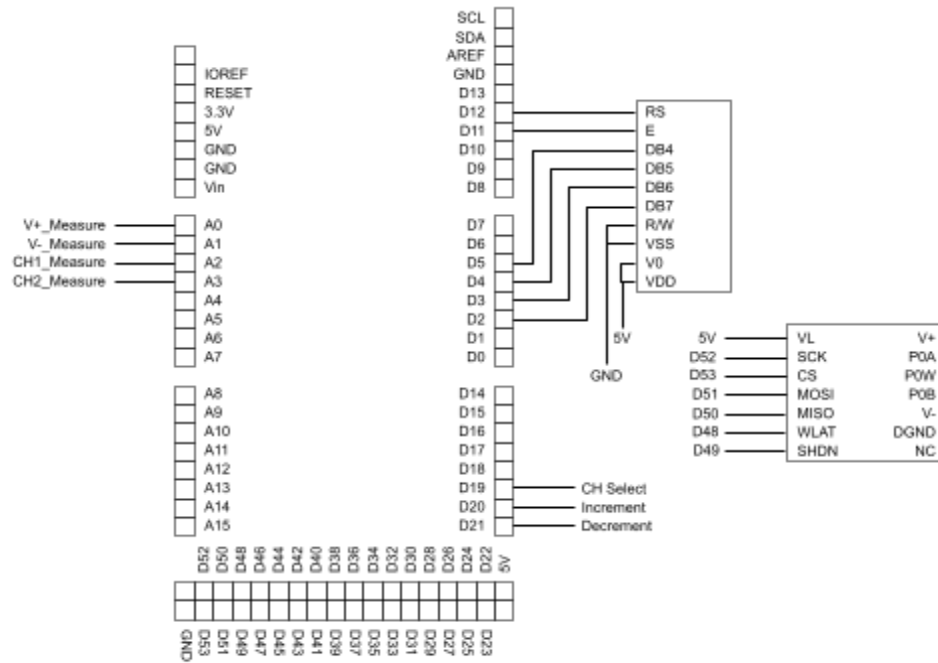 SCL
SDA
AREF
IOREF GND
RESET D13
3.3V D12 RS
5V D11 E
GND D10 DB4
GND D9 DB5
Vin D8 DB6
DB7
V+_Measure A0 D7 R/W
V-_Measure A1 D6 VSS
CH1_Measure A2 D5 V0
CH2_Measure A3 D4 VDD
A4 D3
A5 D2
A6 D1 5V 5V VL V+
A7 D0 D52 SCK P0A
GND D53 CS P0W
A8 D14 D51 MOSI P0B
A9 D15 D50 MISO V-
A10 D16 D48 WLAT DGND
A11 D17 D49 SHDN NC
A12 D18
A13 D19 CH Select
A14 D20 Increment
A15 D21 Decrement
D52 D50 D48 D46 D44 D42 D40 D38 D36 D34 D32 D30 D28 D26 D24 D22 5V
GND D53 D51 D49 D47 D45 D43 D41 D39 D37 D35 D33 D31 D29 D27 D25 D23